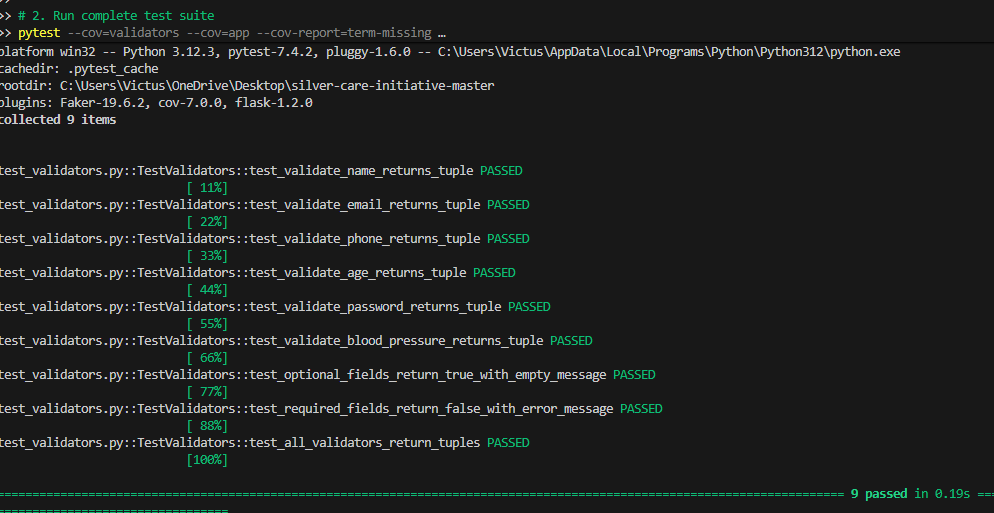 >> # 2. Run complete test suite
>> pytest --cov=validators --cov=app --cov-report=term-missing …
platform win32 -- Python 3.12.3, pytest-7.4.2, pluggy-1.6.0 -- C:\Users\Victus\AppData\Local\Programs\Python\Python312\python.exe
cachedir: .pytest_cache
rootdir: C:\Users\Victus\OneDrive\Desktop\silver-care-initiative-master
plugins: Faker-19.6.2, cov-7.0.0, flask-1.2.0
collected 9 items
test_validators.py::TestValidators::test_validate_name_returns_tuple PASSED
[ 11%]
test_validators.py::TestValidators::test_validate_email_returns_tuple PASSED
[ 22%]
test_validators.py::TestValidators::test_validate_phone_returns_tuple PASSED
[ 33%]
test_validators.py::TestValidators::test_validate_age_returns_tuple PASSED
[ 44%]
test_validators.py::TestValidators::test_validate_password_returns_tuple PASSED
[ 55%]
test_validators.py::TestValidators::test_validate_blood_pressure_returns_tuple PASSED
[ 66%]
test_validators.py::TestValidators::test_optional_fields_return_true_with_empty_message PASSED
[ 77%]
test_validators.py::TestValidators::test_required_fields_return_false_with_error_message PASSED
[ 88%]
test_validators.py::TestValidators::test_all_validators_return_tuples PASSED
[100%]
9 passed in 0.19s